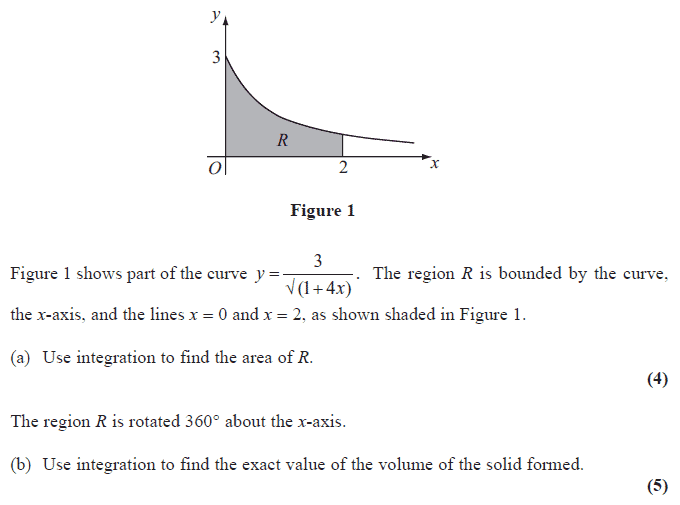 y
3
R
O
2
x
Figure 1
Figure 1 shows part of the curve y = 3/√(1+4x). The region R is bounded by the curve,
the x-axis, and the lines x = 0 and x = 2, as shown shaded in Figure 1.
(a) Use integration to find the area of R.
(4)
The region R is rotated 360° about the x-axis.
(b) Use integration to find the exact value of the volume of the solid formed.
(5)